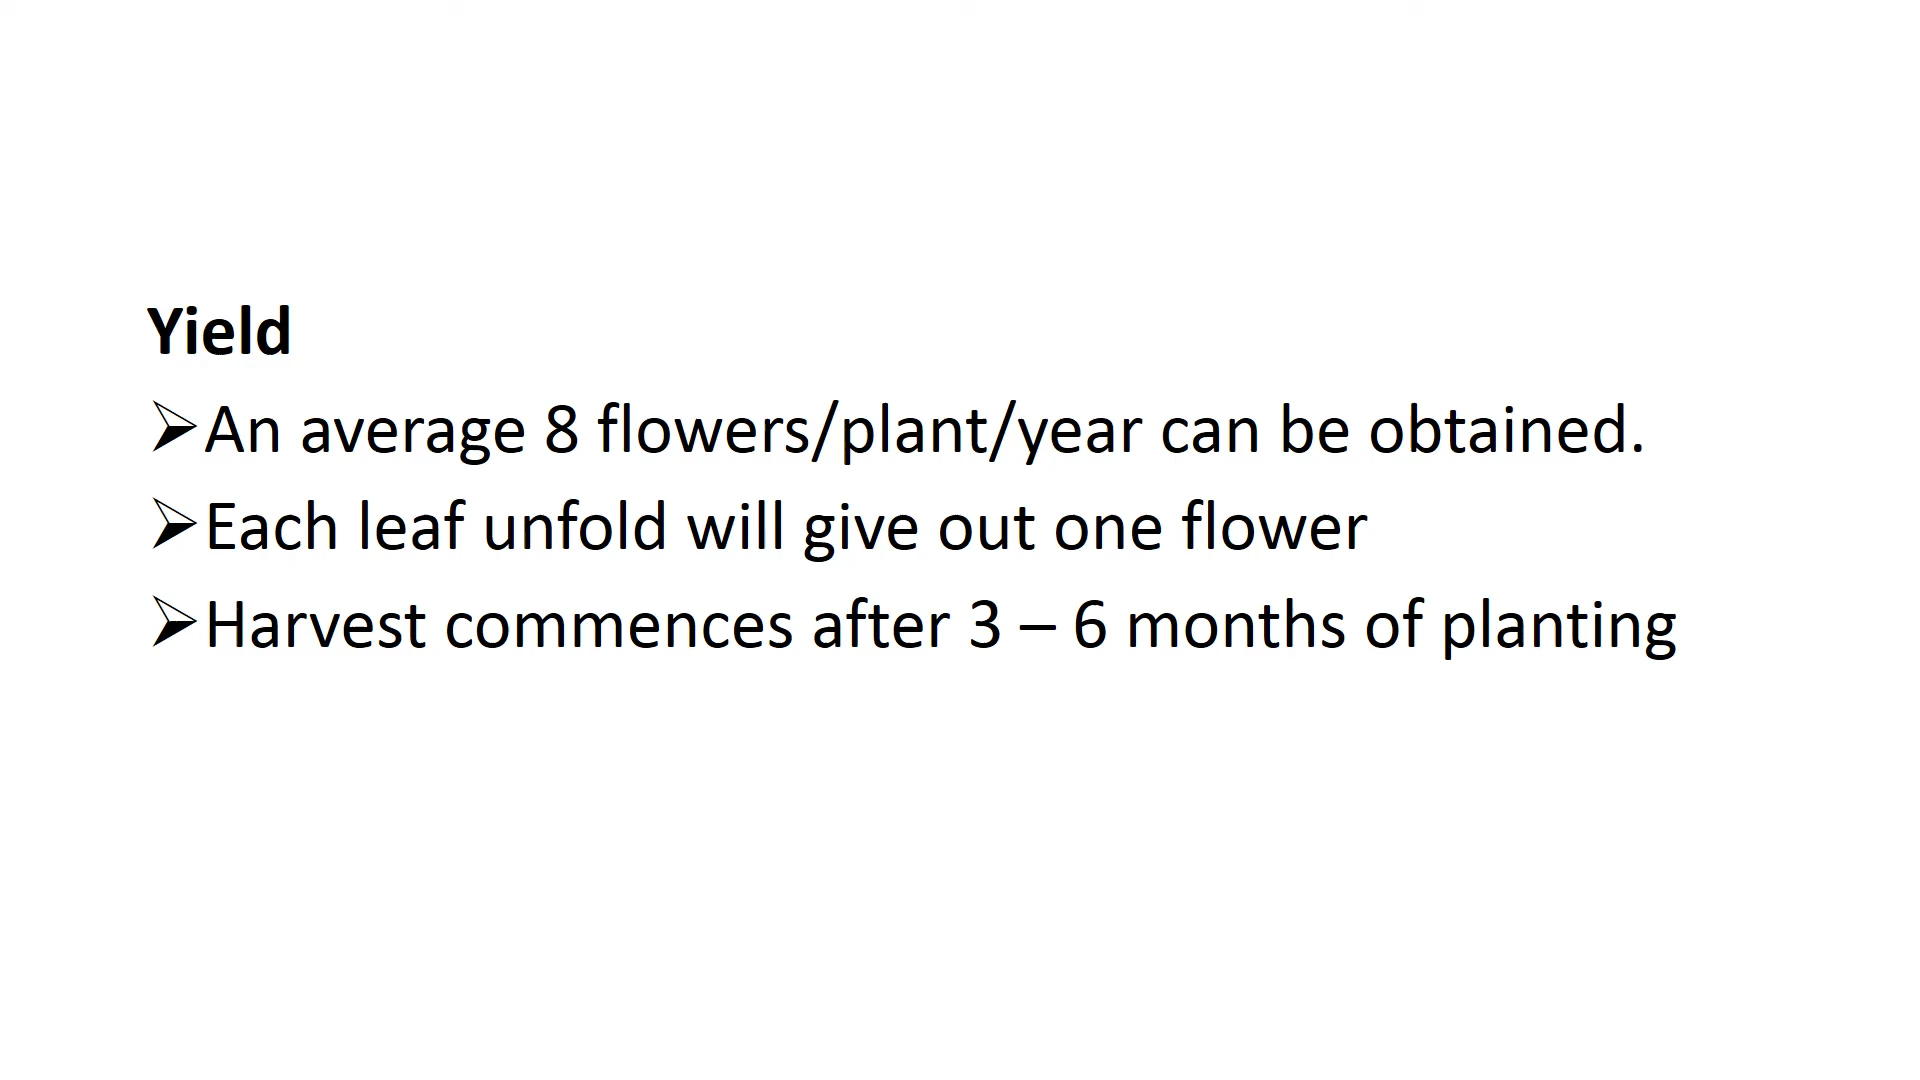 Yield
➢An average 8 flowers/plant/year can be obtained.
➢Each leaf unfold will give out one flower
➢Harvest commences after 3 – 6 months of planting